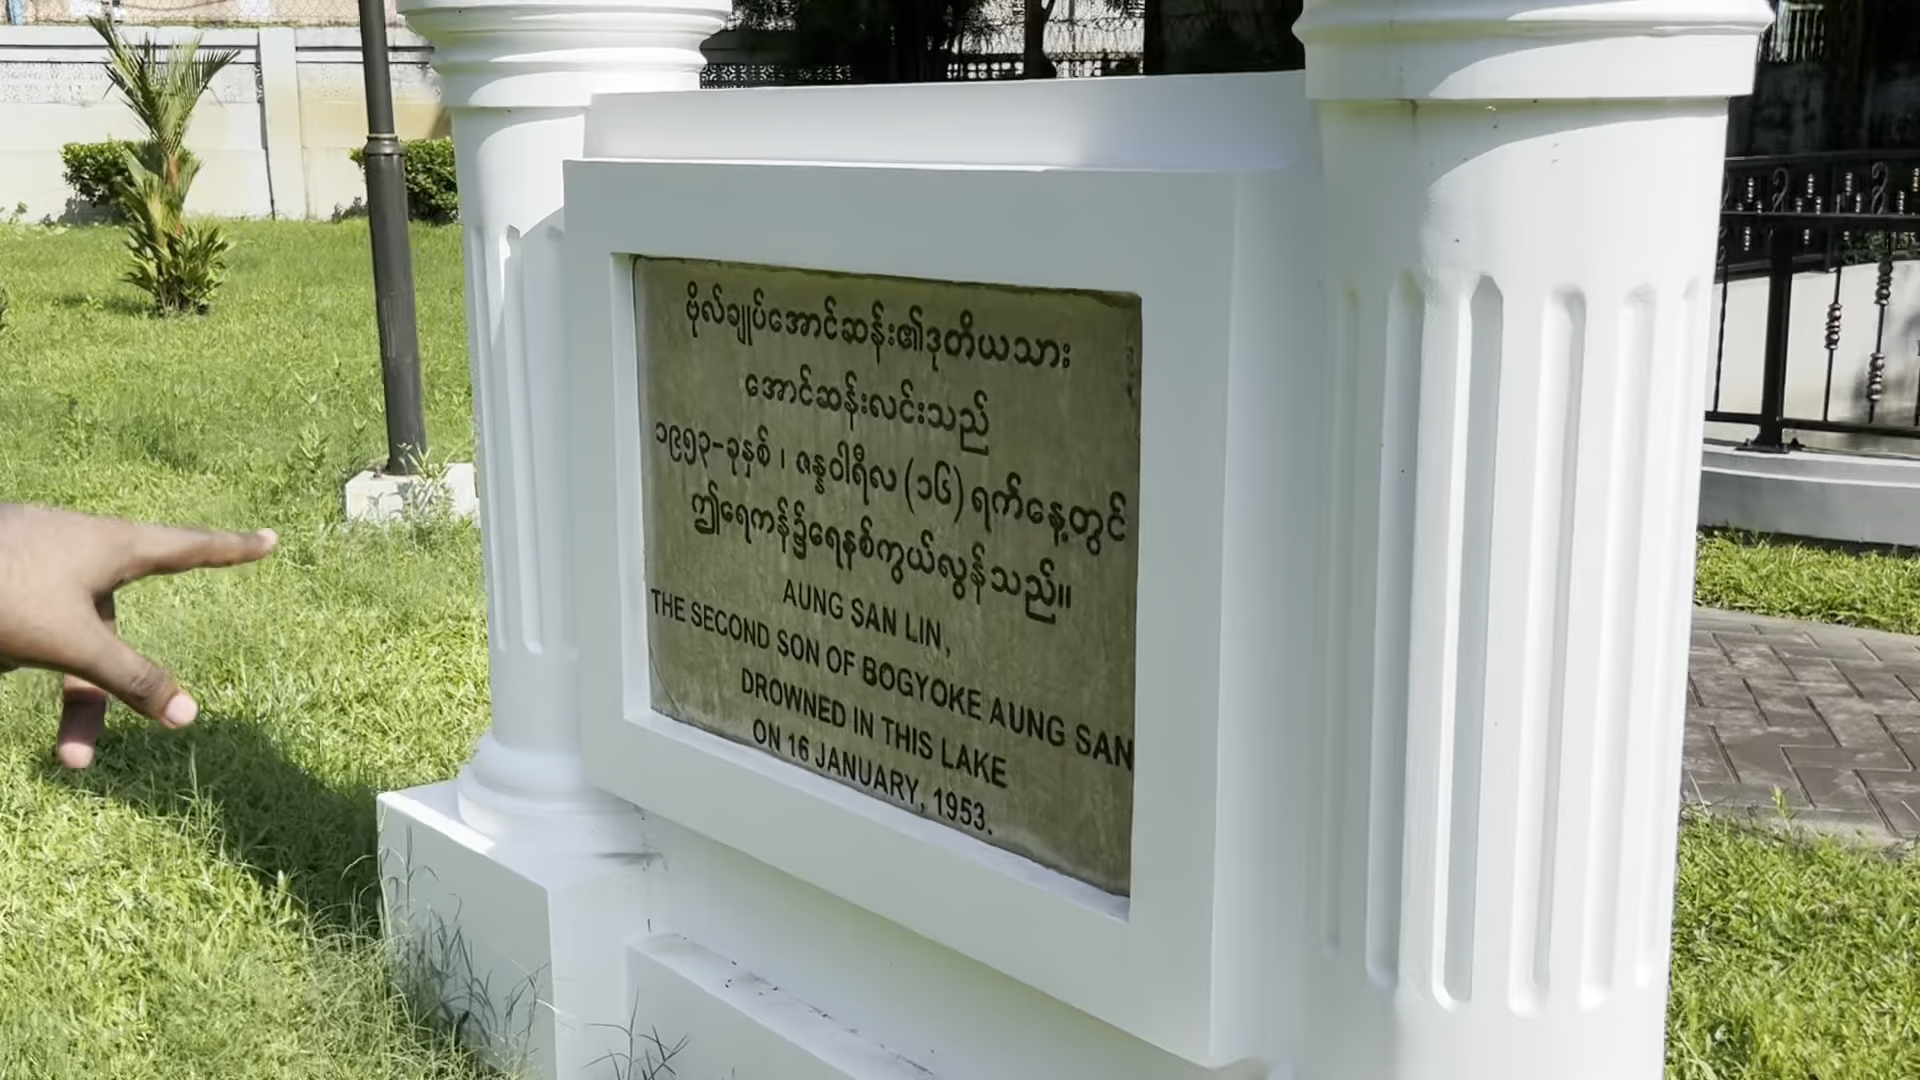 ဗိုလ်ချုပ်အောင်ဆန်း၏ဒုတိယသား
အောင်ဆန်းလင်းသည်
၁၉၅၃-ခုနှစ်၊ ဇန္နဝါရီလ (၁၆) ရက်နေ့တွင်
ဤရေကန်၌ရေနစ်ကွယ်လွန်သည်။
AUNG SAN LIN,
THE SECOND SON OF BOGYOKE AUNG SAN
DROWNED IN THIS LAKE
ON 16 JANUARY, 1953.